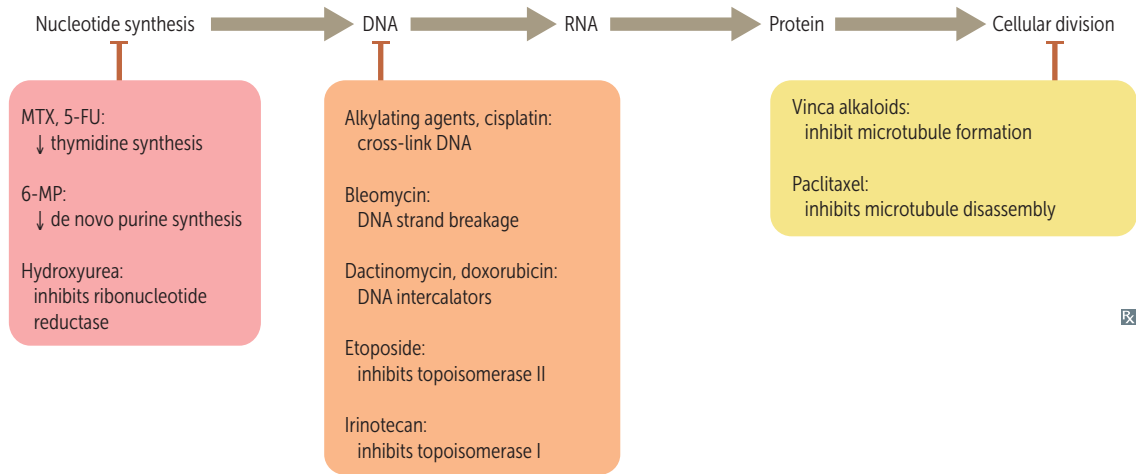 Nucleotide synthesis
DNA
RNA
Protein
Cellular division
MTX, 5-FU:
↓ thymidine synthesis
6-MP:
↓ de novo purine synthesis
Hydroxyurea:
inhibits ribonucleotide
reductase
Alkylating agents, cisplatin:
cross-link DNA
Bleomycin:
DNA strand breakage
Dactinomycin, doxorubicin:
DNA intercalators
Etoposide:
inhibits topoisomerase II
Irinotecan:
inhibits topoisomerase I
Vinca alkaloids:
inhibit microtubule formation
Paclitaxel:
inhibits microtubule disassembly
℞